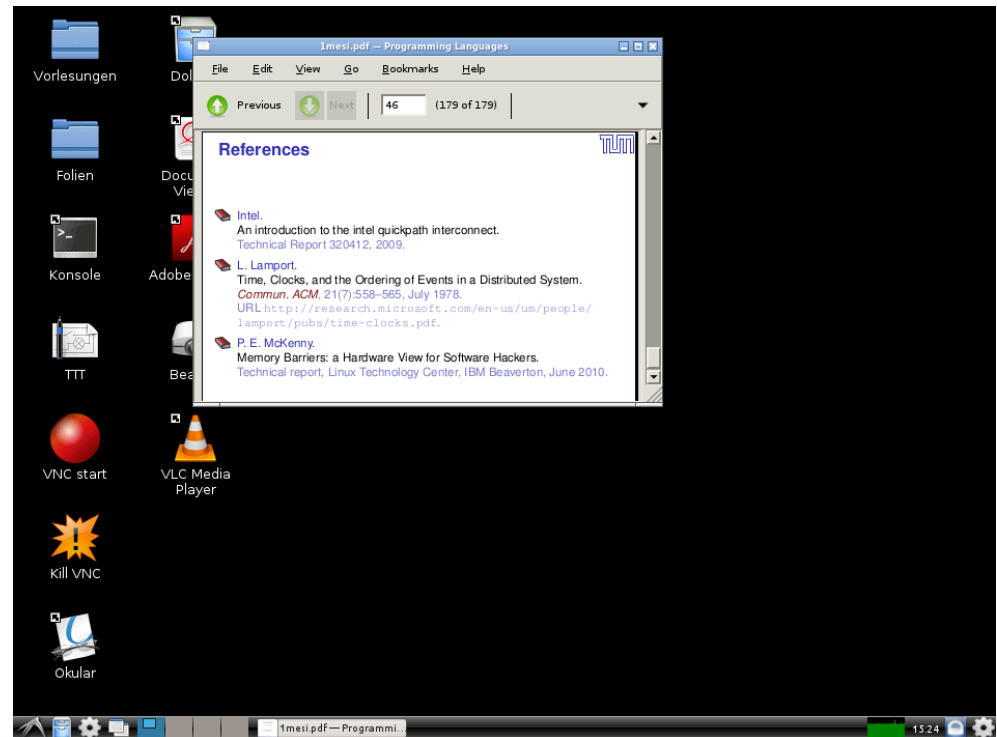 Vorlesungen
Folien
Konsole
Adobe
TTT
VNC start
VLC Media
Player
Kill VNC
Okular
1mesi.pdf — Programming Languages
File Edit View Go Bookmarks Help
Previous Next 46 (179 of 179)
References
TUM
Intel.
An introduction to the intel quickpath interconnect.
Technical Report 320412, 2009.
L. Lamport.
Time, Clocks, and the Ordering of Events in a Distributed System.
Commun. ACM, 21(7):558–565, July 1978.
URL http://research.microsoft.com/en-us/um/people/
lamport/pubs/time-clocks.pdf.
P. E. McKenny.
Memory Barriers: a Hardware View for Software Hackers.
Technical report, Linux Technology Center, IBM Beaverton, June 2010.
1mesi.pdf — Programmi...
15:24